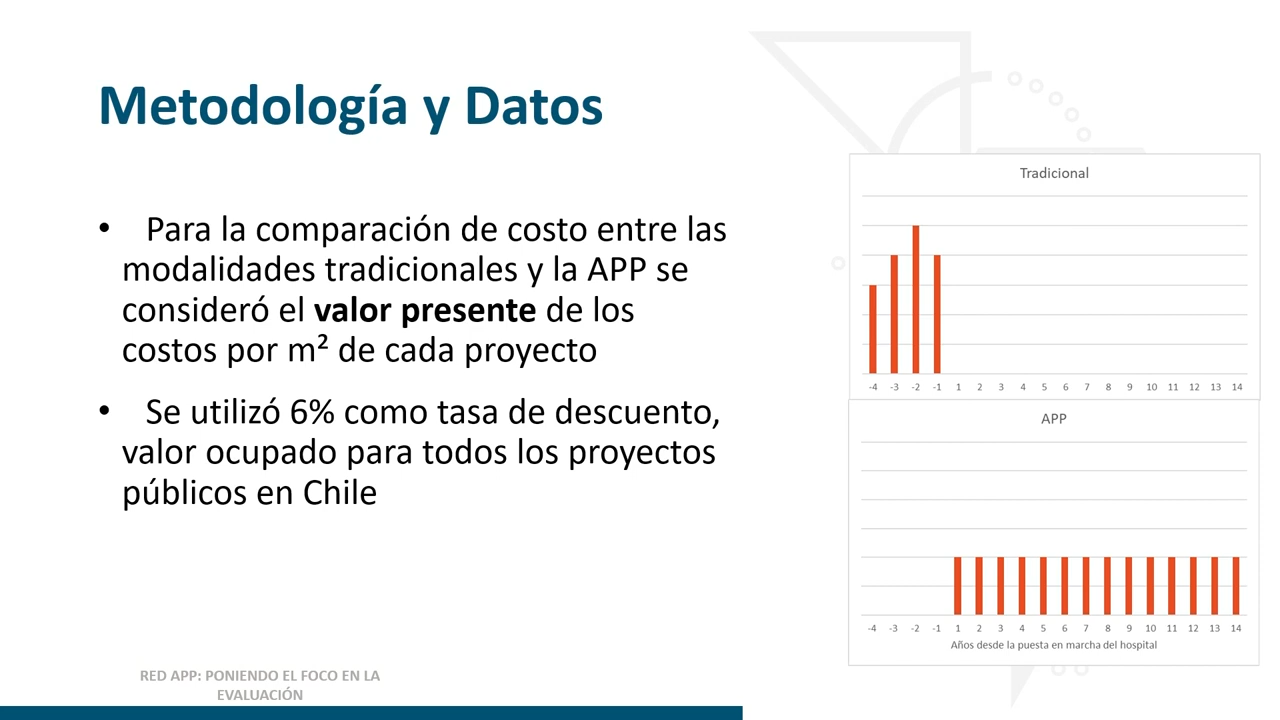 Metodología y Datos
• Para la comparación de costo entre las
modalidades tradicionales y la APP se
consideró el valor presente de los
costos por m² de cada proyecto
• Se utilizó 6% como tasa de descuento,
valor ocupado para todos los proyectos
públicos en Chile
Tradicional
-4 -3 -2 -1 1 2 3 4 5 6 7 8 9 10 11 12 13 14
APP
-4 -3 -2 -1 1 2 3 4 5 6 7 8 9 10 11 12 13 14
Años desde la puesta en marcha del hospital
RED APP: PONIENDO EL FOCO EN LA
EVALUACIÓN